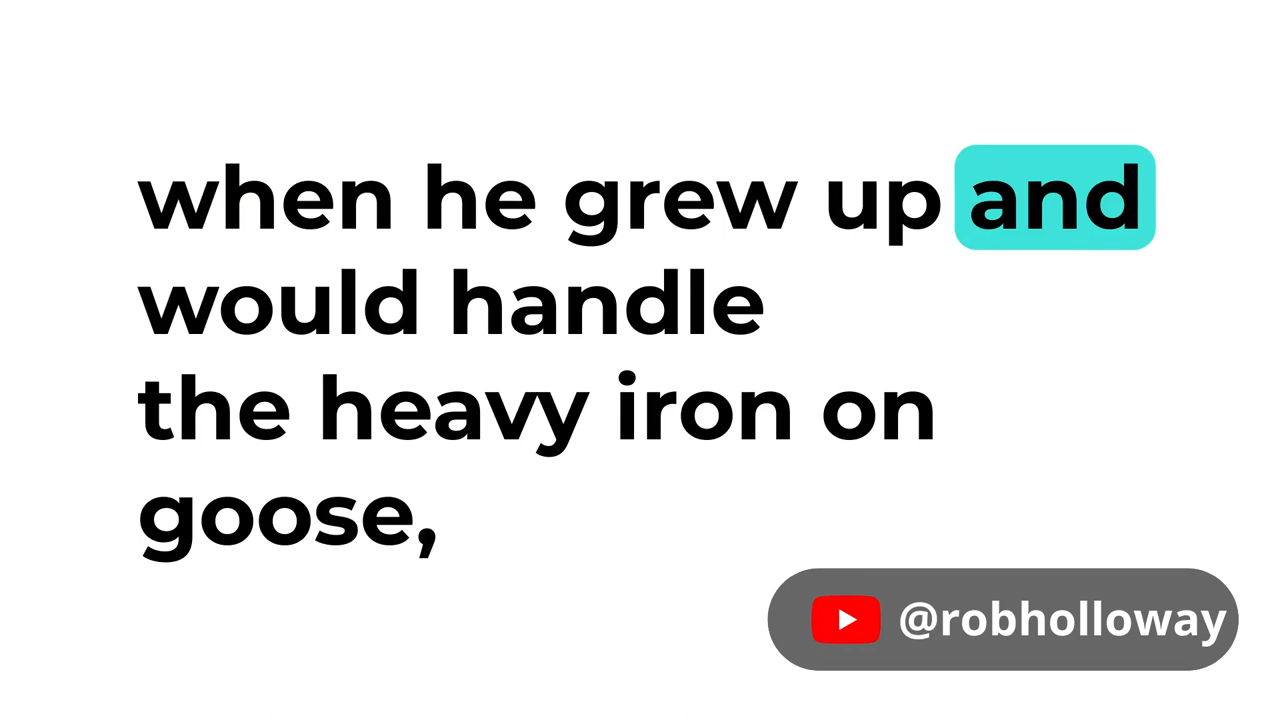 when he grew up and
would handle
the heavy iron on
goose,
@robholloway